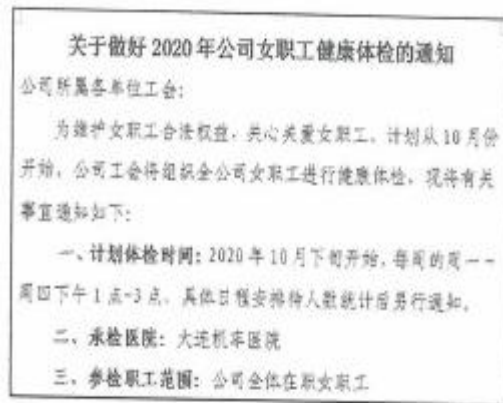 关于做好2020年公司女职工健康体检的通知
公司所属各单位工会:
为维护女职工合法权益,关心关爱女职工,计划从10月份
开始,公司工会将组织全公司女职工进行健康体检,现将有关
事宜通知如下:
一、计划体检时间:2020年10月下旬开始,每周的周一--
周四下午1点-3点,具体日程安排待人数统计后另行通知。
二、承检医院:大连机车医院
三、参检职工范围:公司全体在职女职工